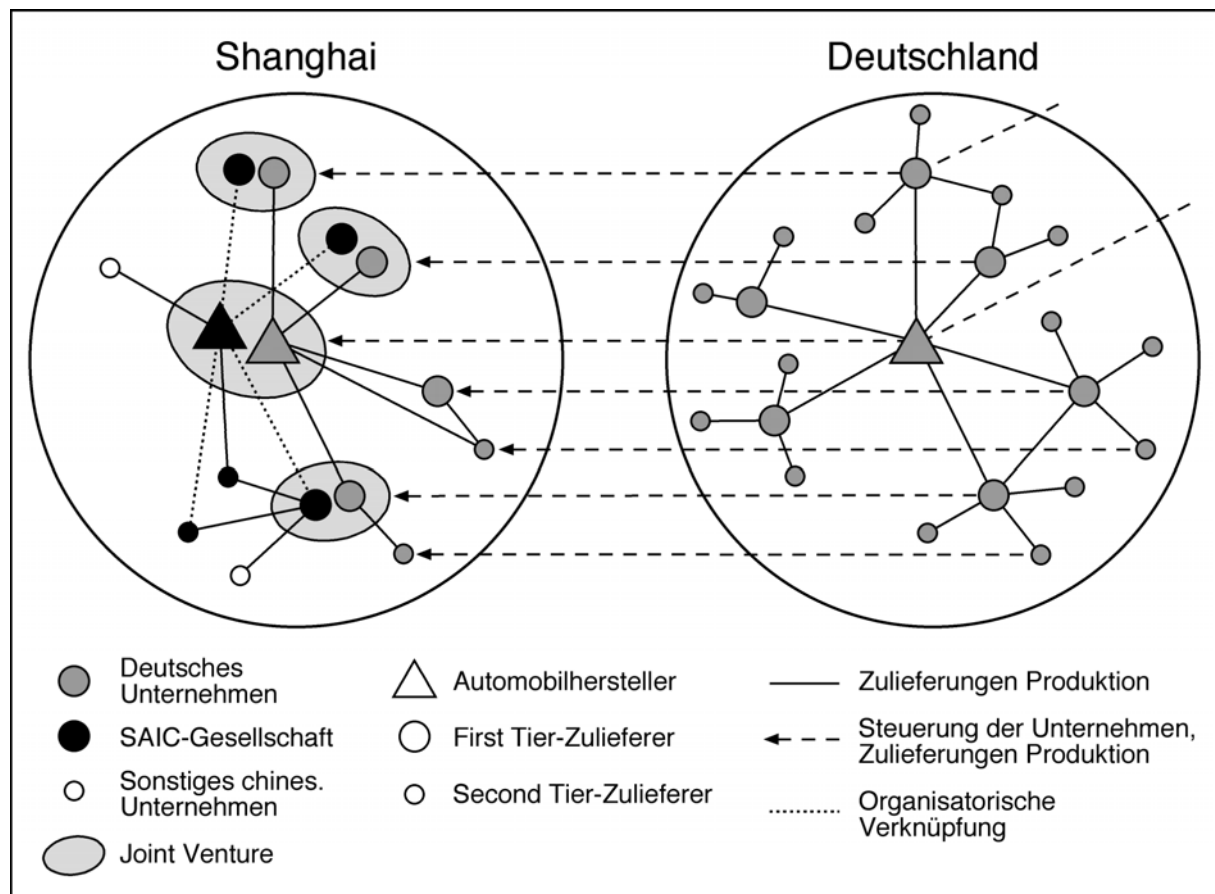 Shanghai
Deutschland
Deutsches
Unternehmen
SAIC-Gesellschaft
Sonstiges chines.
Unternehmen
Joint Venture
Automobilhersteller
First Tier-Zulieferer
Second Tier-Zulieferer
Zulieferungen Produktion
Steuerung der Unternehmen,
Zulieferungen Produktion
Organisatorische
Verknüpfung